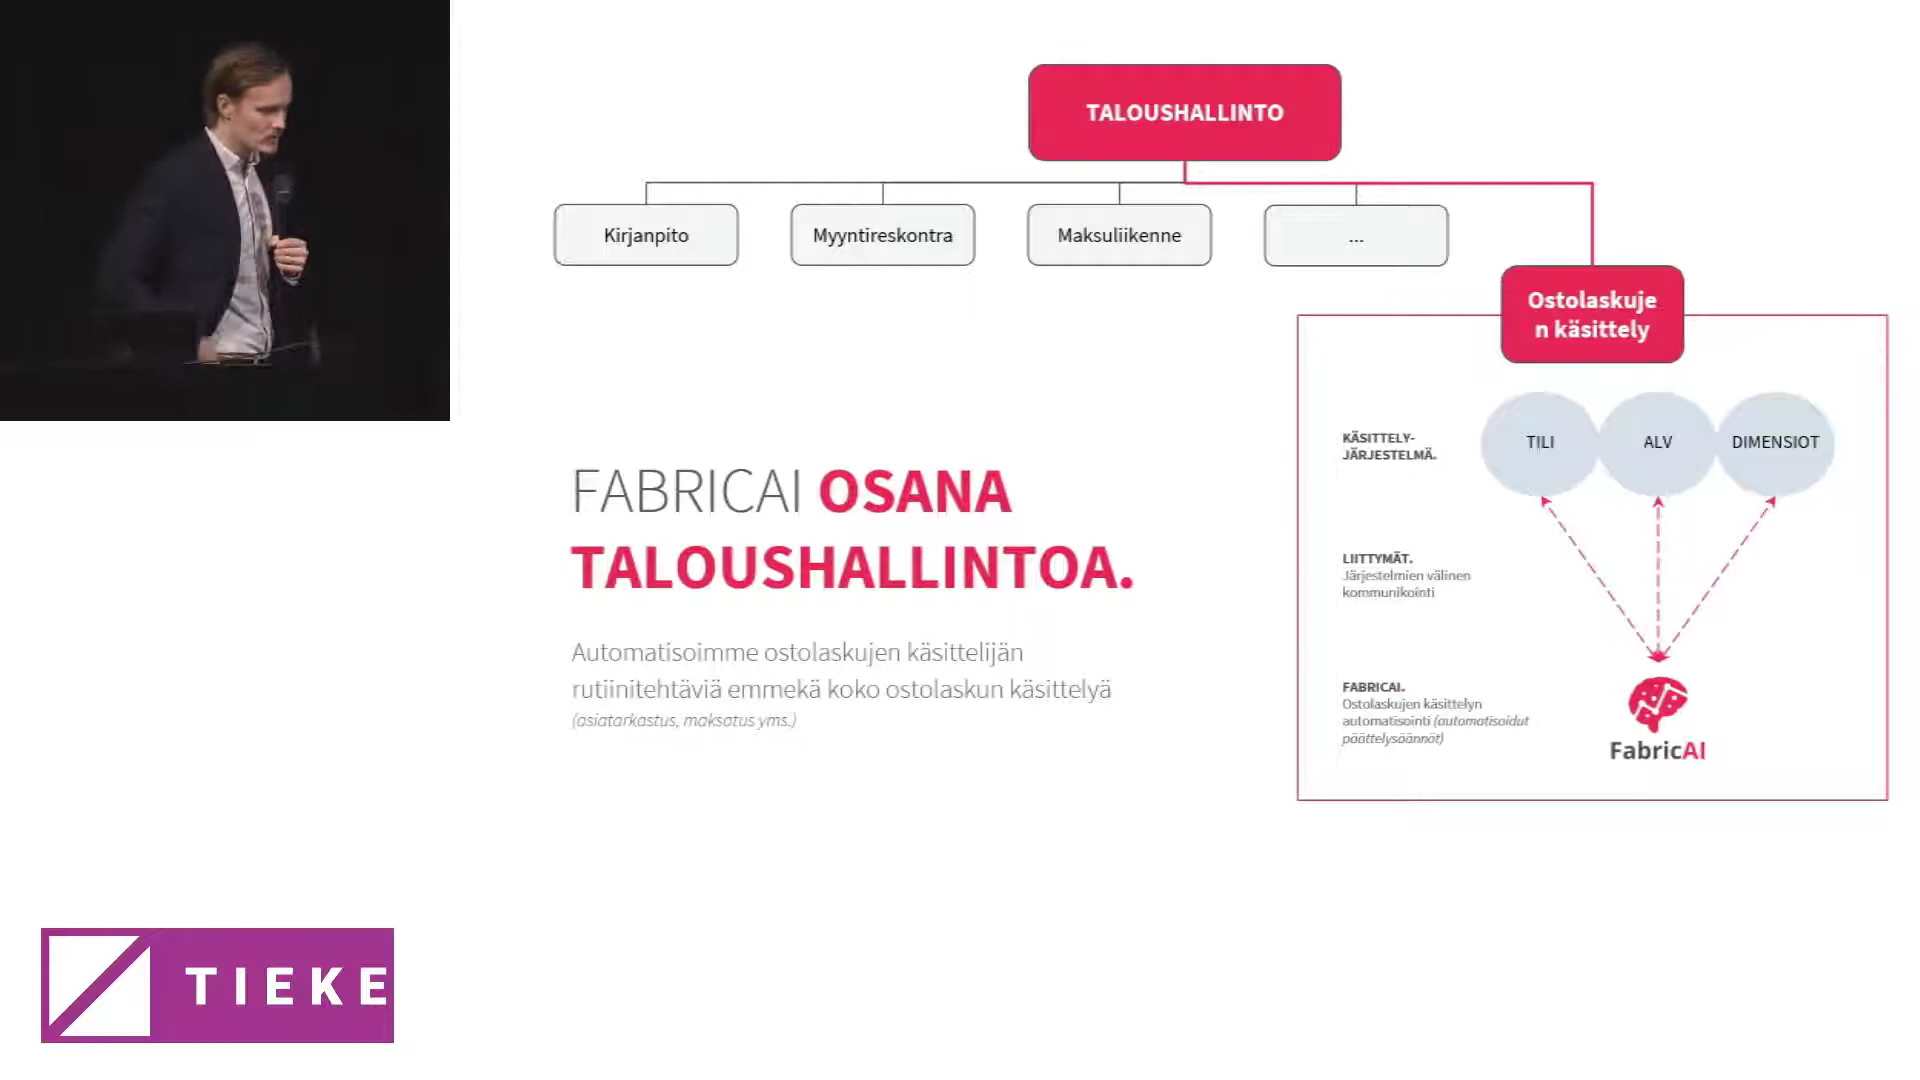 TALOUSHALLINTO
Kirjanpito
Myyntireskontra
Maksuliikenne
...
Ostolaskuje
n käsittely
KÄSITTELY-
JÄRJESTELMÄ.
TILI
ALV
DIMENSIOT
FABRICAI OSANA
TALOUSHALLINTOA.
LIITTYMÄT.
Järjestelmien välinen
kommunikointi
Automatisoimme ostolaskujen käsittelijän
rutiinitehtäviä emmekä koko ostolaskun käsittelyä
(asiatarkastus, maksatus yms.)
FABRICAI.
Ostolaskujen käsittelyn
automatisointi (automatisoidut
päättelysäännöt)
FabricAI
TIEKE